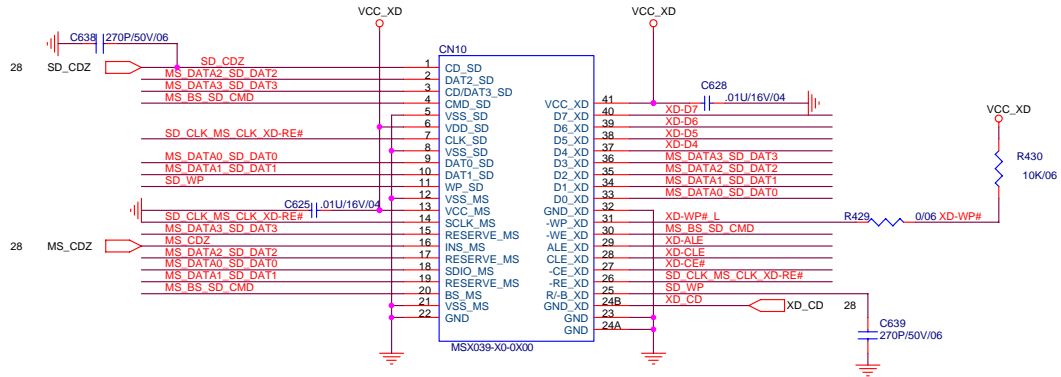 VCC_XD
VCC_XD
C638
270P/50V/06
CN10
28 SD_CDZ
SD_CDZ
1 CD_SD
MS_DATA2_SD_DAT2 2 DAT2_SD
MS_DATA3_SD_DAT3 3 CD/DAT3_SD
MS_BS_SD_CMD 4 CMD_SD
5 VSS_SD
6 VDD_SD
SD_CLK_MS_CLK_XD-RE# 7 CLK_SD
8 VSS_SD
MS_DATA0_SD_DAT0 9 DAT0_SD
MS_DATA1_SD_DAT1 10 DAT1_SD
SD_WP 11 WP_SD
12 VSS_MS
C625 .01U/16V/04 13 VCC_MS
SD_CLK_MS_CLK_XD-RE# 14 SCLK_MS
MS_DATA3_SD_DAT3 15 RESERVE_MS
28 MS_CDZ
MS_CDZ 16 INS_MS
MS_DATA2_SD_DAT2 17 RESERVE_MS
MS_DATA0_SD_DAT0 18 SDIO_MS
MS_DATA1_SD_DAT1 19 RESERVE_MS
MS_BS_SD_CMD 20 BS_MS
21 VSS_MS
22 GND
C628
.01U/16V/04
VCC_XD 41
D7_XD 40 XD-D7
D6_XD 39 XD-D6
D5_XD 38 XD-D5
D4_XD 37 XD-D4
D3_XD 36 MS_DATA3_SD_DAT3
D2_XD 35 MS_DATA2_SD_DAT2
D1_XD 34 MS_DATA1_SD_DAT1
D0_XD 33 MS_DATA0_SD_DAT0
GND_XD 32
-WP_XD 31 XD-WP#_L
R429 0/06 XD-WP#
-WE_XD 30 MS_BS_SD_CMD
ALE_XD 29 XD-ALE
CLE_XD 28 XD-CLE
-CE_XD 27 XD-CE#
-RE_XD 26 SD_CLK_MS_CLK_XD-RE#
R/-B_XD 25 SD_WP
GND_XD 24B XD_CD
XD_CD 28
GND 23
GND 24A
VCC_XD
R430
10K/06
C639
270P/50V/06
MSX039-X0-0X00